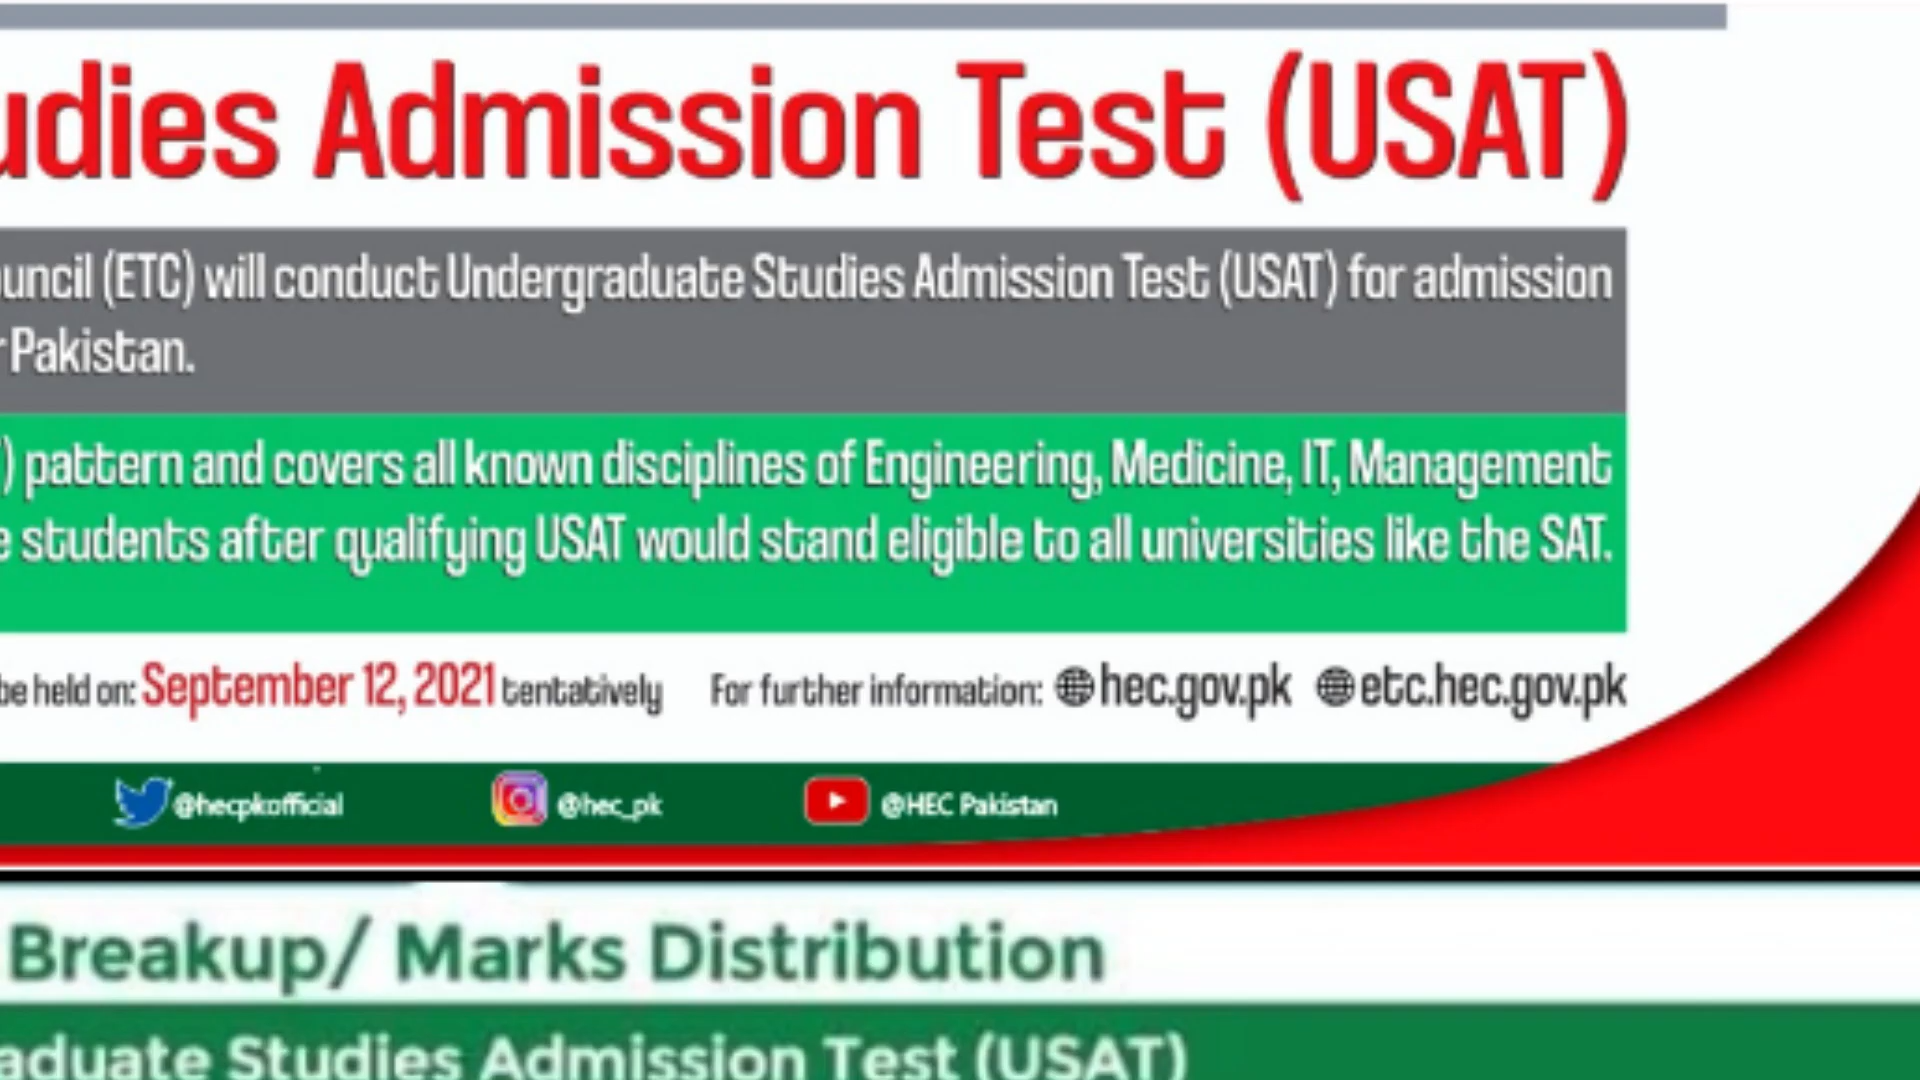 udies Admission Test (USAT)
ouncil (ETC) will conduct Undergraduate Studies Admission Test (USAT) for admission
r Pakistan.
) pattern and covers all known disciplines of Engineering, Medicine, IT, Management
e students after qualifying USAT would stand eligible to all universities like the SAT.
be held on: September 12, 2021 tentatively For further information: hec.gov.pk etc.hec.gov.pk
@hecpkofficial @hec_pk @HEC Pakistan
Breakup/ Marks Distribution
aduate Studies Admission Test (USAT)